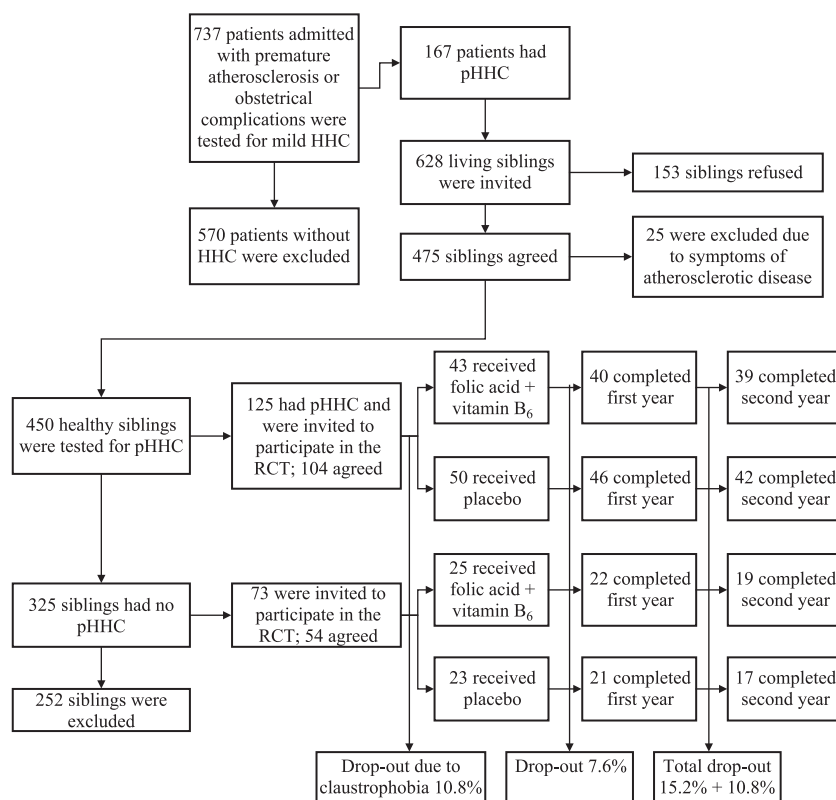 737 patients admitted
with premature
atherosclerosis or
obstetrical
complications were
tested for mild HHC
167 patients had
pHHC
628 living siblings
were invited
153 siblings refused
570 patients without
HHC were excluded
475 siblings agreed
25 were excluded due
to symptoms of
atherosclerotic disease
450 healthy siblings
were tested for pHHC
125 had pHHC and
were invited to
participate in the
RCT; 104 agreed
43 received
folic acid +
vitamin B6
40 completed
first year
39 completed
second year
50 received
placebo
46 completed
first year
42 completed
second year
325 siblings had no
pHHC
73 were invited to
participate in the
RCT; 54 agreed
25 received
folic acid +
vitamin B6
22 completed
first year
19 completed
second year
23 received
placebo
21 completed
first year
17 completed
second year
252 siblings were
excluded
Drop-out due to
claustrophobia 10.8%
Drop-out 7.6%
Total drop-out
15.2% + 10.8%